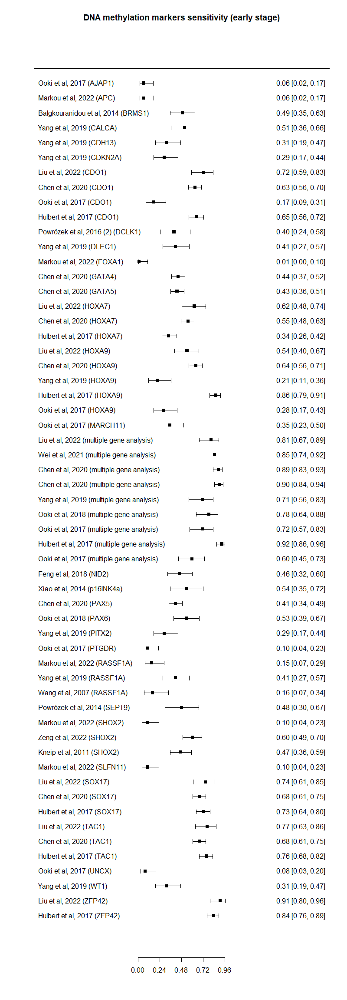 DNA methylation markers sensitivity (early stage)
Ooki et al, 2017 (AJAP1) 0.06 [0.02, 0.17]
Markou et al, 2022 (APC) 0.06 [0.02, 0.17]
Balgkouranidou et al, 2014 (BRMS1) 0.49 [0.35, 0.63]
Yang et al, 2019 (CALCA) 0.51 [0.36, 0.66]
Yang et al, 2019 (CDH13) 0.31 [0.19, 0.47]
Yang et al, 2019 (CDKN2A) 0.29 [0.17, 0.44]
Liu et al, 2022 (CDO1) 0.72 [0.59, 0.83]
Chen et al, 2020 (CDO1) 0.63 [0.56, 0.70]
Ooki et al, 2017 (CDO1) 0.17 [0.09, 0.31]
Hulbert et al, 2017 (CDO1) 0.65 [0.56, 0.72]
Powrózek et al, 2016 (2) (DCLK1) 0.40 [0.24, 0.58]
Yang et al, 2019 (DLEC1) 0.41 [0.27, 0.57]
Markou et al, 2022 (FOXA1) 0.01 [0.00, 0.10]
Chen et al, 2020 (GATA4) 0.44 [0.37, 0.52]
Chen et al, 2020 (GATA5) 0.43 [0.36, 0.51]
Liu et al, 2022 (HOXA7) 0.62 [0.48, 0.74]
Chen et al, 2020 (HOXA7) 0.55 [0.48, 0.63]
Hulbert et al, 2017 (HOXA7) 0.34 [0.26, 0.42]
Liu et al, 2022 (HOXA9) 0.54 [0.40, 0.67]
Chen et al, 2020 (HOXA9) 0.64 [0.56, 0.71]
Yang et al, 2019 (HOXA9) 0.21 [0.11, 0.36]
Hulbert et al, 2017 (HOXA9) 0.86 [0.79, 0.91]
Ooki et al, 2017 (HOXA9) 0.28 [0.17, 0.43]
Ooki et al, 2017 (MARCH11) 0.35 [0.23, 0.50]
Liu et al, 2022 (multiple gene analysis) 0.81 [0.67, 0.89]
Wei et al, 2021 (multiple gene analysis) 0.85 [0.74, 0.92]
Chen et al, 2020 (multiple gene analysis) 0.89 [0.83, 0.93]
Chen et al, 2020 (multiple gene analysis) 0.90 [0.84, 0.94]
Yang et al, 2019 (multiple gene analysis) 0.71 [0.56, 0.83]
Ooki et al, 2018 (multiple gene analysis) 0.78 [0.64, 0.88]
Ooki et al, 2017 (multiple gene analysis) 0.72 [0.57, 0.83]
Hulbert et al, 2017 (multiple gene analysis) 0.92 [0.86, 0.96]
Ooki et al, 2017 (multiple gene analysis) 0.60 [0.45, 0.73]
Feng et al, 2018 (NID2) 0.46 [0.32, 0.60]
Xiao et al, 2014 (p16INK4a) 0.54 [0.35, 0.72]
Chen et al, 2020 (PAX5) 0.41 [0.34, 0.49]
Ooki et al, 2018 (PAX6) 0.53 [0.39, 0.67]
Yang et al, 2019 (PITX2) 0.29 [0.17, 0.44]
Ooki et al, 2017 (PTGDR) 0.10 [0.04, 0.23]
Markou et al, 2022 (RASSF1A) 0.15 [0.07, 0.29]
Yang et al, 2019 (RASSF1A) 0.41 [0.27, 0.57]
Wang et al, 2007 (RASSF1A) 0.16 [0.07, 0.34]
Powrózek et al, 2014 (SEPT9) 0.48 [0.30, 0.67]
Markou et al, 2022 (SHOX2) 0.10 [0.04, 0.23]
Zeng et al, 2022 (SHOX2) 0.60 [0.49, 0.70]
Kneip et al, 2011 (SHOX2) 0.47 [0.36, 0.59]
Markou et al, 2022 (SLFN11) 0.10 [0.04, 0.23]
Liu et al, 2022 (SOX17) 0.74 [0.61, 0.85]
Chen et al, 2020 (SOX17) 0.68 [0.61, 0.75]
Hulbert et al, 2017 (SOX17) 0.73 [0.64, 0.80]
Liu et al, 2022 (TAC1) 0.77 [0.63, 0.86]
Chen et al, 2020 (TAC1) 0.68 [0.61, 0.75]
Hulbert et al, 2017 (TAC1) 0.76 [0.68, 0.82]
Ooki et al, 2017 (UNCX) 0.08 [0.03, 0.20]
Yang et al, 2019 (WT1) 0.31 [0.19, 0.47]
Liu et al, 2022 (ZFP42) 0.91 [0.80, 0.96]
Hulbert et al, 2017 (ZFP42) 0.84 [0.76, 0.89]
0.00 0.24 0.48 0.72 0.96